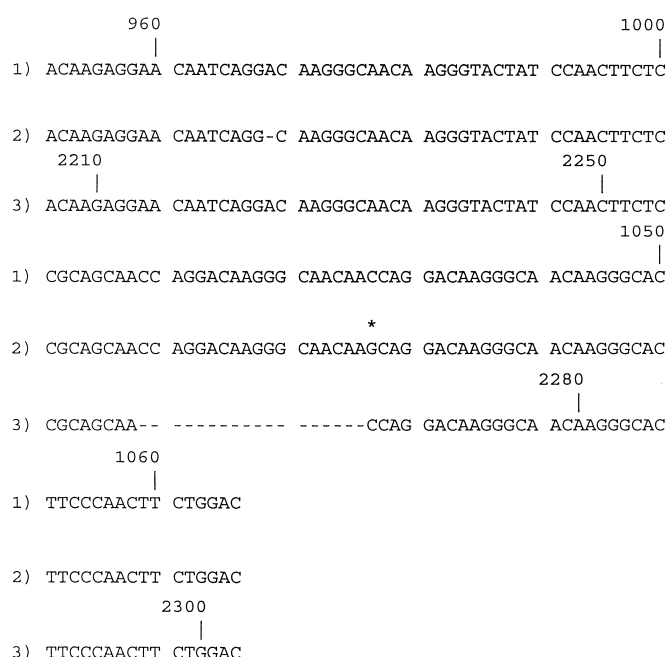 960 1000
1) ACAAGAGGAA CAATCAGGAC AAGGGCAACA AGGGTACTAT CCAACTTCTC
2) ACAAGAGGAA CAATCAGG-C AAGGGCAACA AGGGTACTAT CCAACTTCTC
2210 2250
3) ACAAGAGGAA CAATCAGGAC AAGGGCAACA AGGGTACTAT CCAACTTCTC
1050
1) CGCAGCAACC AGGACAAGGG CAACAACCAG GACAAGGGCA ACAAGGGCAC
*
2) CGCAGCAACC AGGACAAGGG CAACAAGCAG GACAAGGGCA ACAAGGGCAC
2280
3) CGCAGCAA-- ---------- ------CCAG GACAAGGGCA ACAAGGGCAC
1060
1) TTCCCAACTT CTGGAC
2) TTCCCAACTT CTGGAC
2300
3) TTCCCAACTT CTGGAC